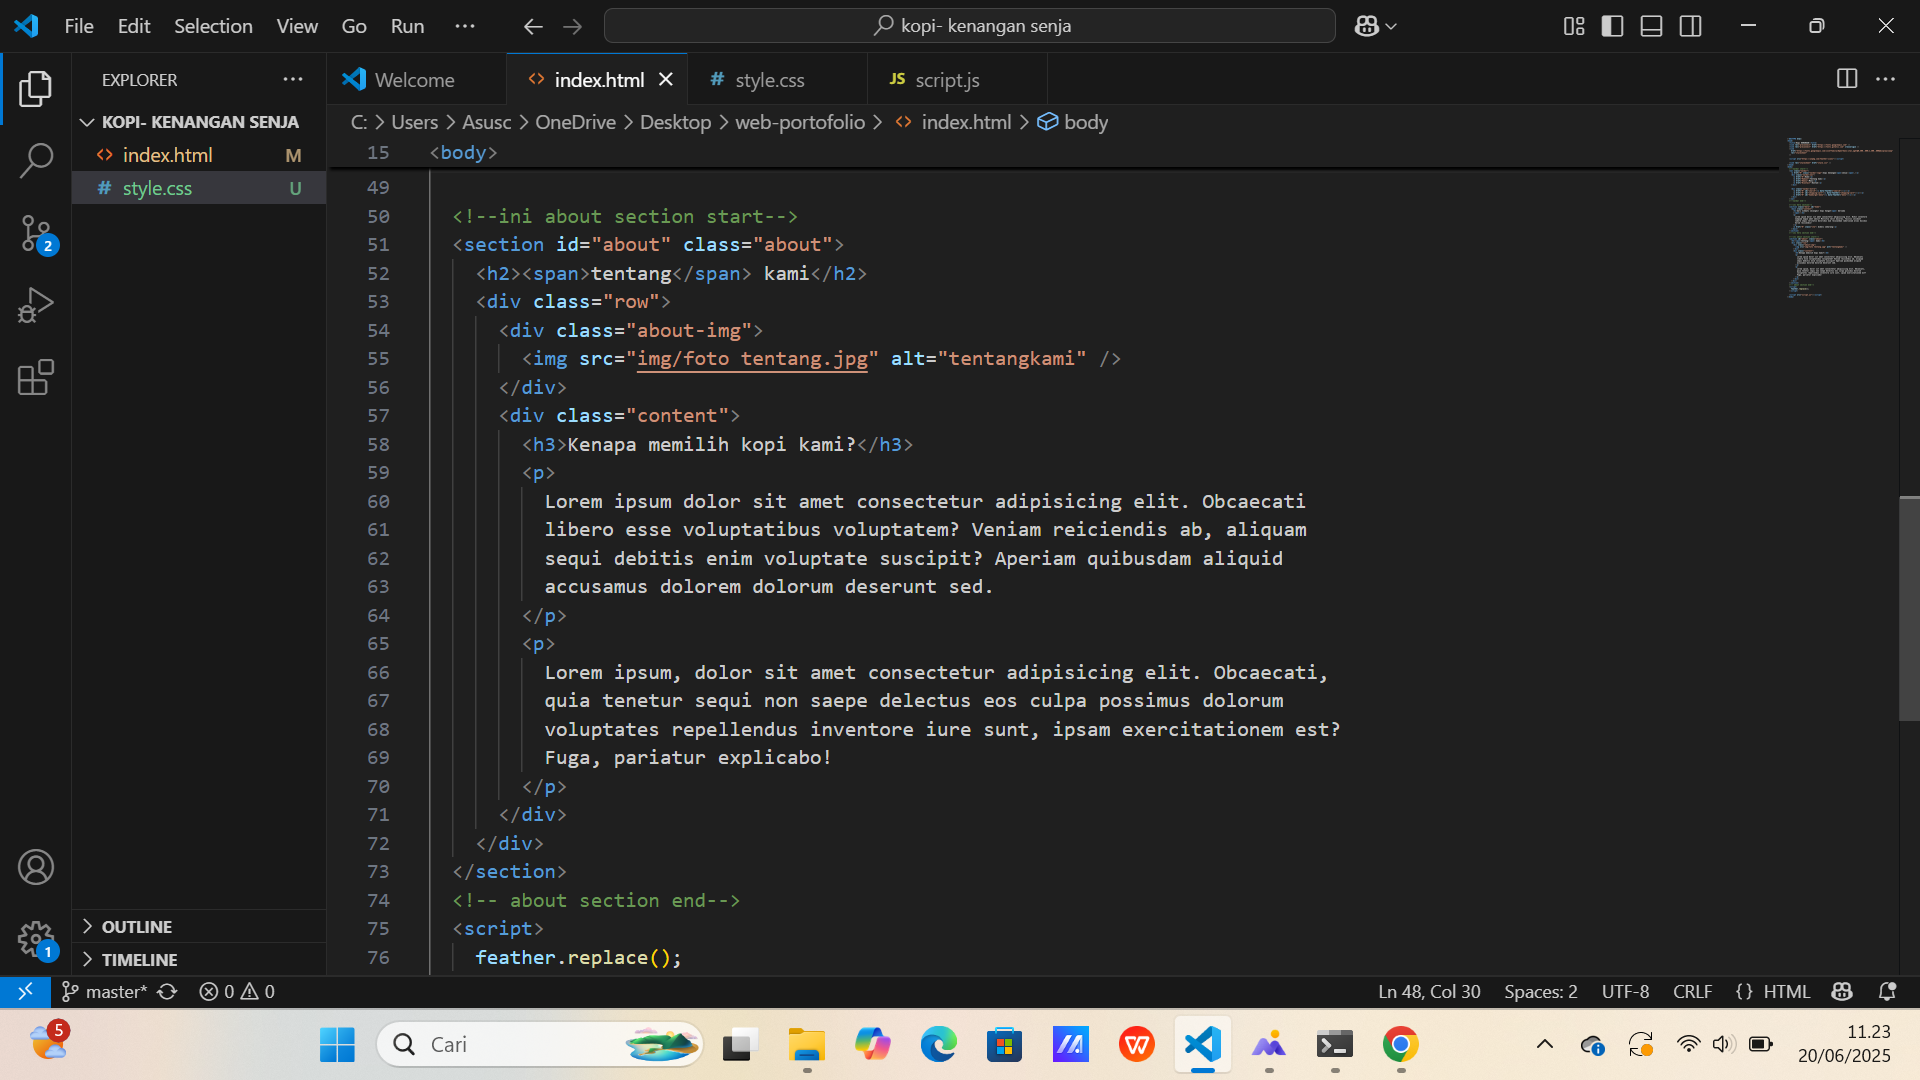 File Edit Selection View Go Run ··· kopi- kenangan senja
EXPLORER ···
KOPI- KENANGAN SENJA
<> index.html M
# style.css U
OUTLINE
TIMELINE
Welcome <> index.html # style.css JS script.js
C: > Users > Asusc > OneDrive > Desktop > web-portofolio > <> index.html > body
15 <body>
49
50 <!--ini about section start-->
51 <section id="about" class="about">
52 <h2><span>tentang</span> kami</h2>
53 <div class="row">
54 <div class="about-img">
55 <img src="img/foto tentang.jpg" alt="tentangkami" />
56 </div>
57 <div class="content">
58 <h3>Kenapa memilih kopi kami?</h3>
59 <p>
60 Lorem ipsum dolor sit amet consectetur adipisicing elit. Obcaecati
61 libero esse voluptatibus voluptatem? Veniam reiciendis ab, aliquam
62 sequi debitis enim voluptate suscipit? Aperiam quibusdam aliquid
63 accusamus dolorem dolorum deserunt sed.
64 </p>
65 <p>
66 Lorem ipsum, dolor sit amet consectetur adipisicing elit. Obcaecati,
67 quia tenetur sequi non saepe delectus eos culpa possimus dolorum
68 voluptates repellendus inventore iure sunt, ipsam exercitationem est?
69 Fuga, pariatur explicabo!
70 </p>
71 </div>
72 </div>
73 </section>
74 <!-- about section end-->
75 <script>
76 feather.replace();
2
1
master* 0 0 Ln 48, Col 30 Spaces: 2 UTF-8 CRLF {} HTML
5 Cari
11.23
20/06/2025